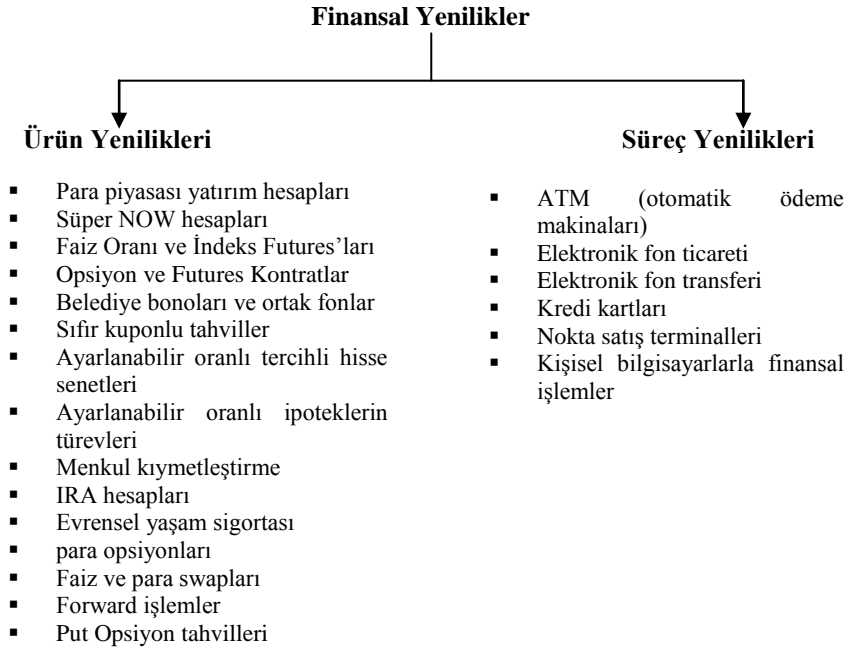 Finansal Yenilikler
Ürün Yenilikleri
▪ Para piyasası yatırım hesapları
▪ Süper NOW hesapları
▪ Faiz Oranı ve İndeks Futures’ları
▪ Opsiyon ve Futures Kontratlar
▪ Belediye bonoları ve ortak fonlar
▪ Sıfır kuponlu tahviller
▪ Ayarlanabilir oranlı tercihli hisse
senetleri
▪ Ayarlanabilir oranlı ipoteklerin
türevleri
▪ Menkul kıymetleştirme
▪ IRA hesapları
▪ Evrensel yaşam sigortası
▪ para opsiyonları
▪ Faiz ve para swapları
▪ Forward işlemler
▪ Put Opsiyon tahvilleri
Süreç Yenilikleri
▪ ATM (otomatik ödeme
makinaları)
▪ Elektronik fon ticareti
▪ Elektronik fon transferi
▪ Kredi kartları
▪ Nokta satış terminalleri
▪ Kişisel bilgisayarlarla finansal
işlemler